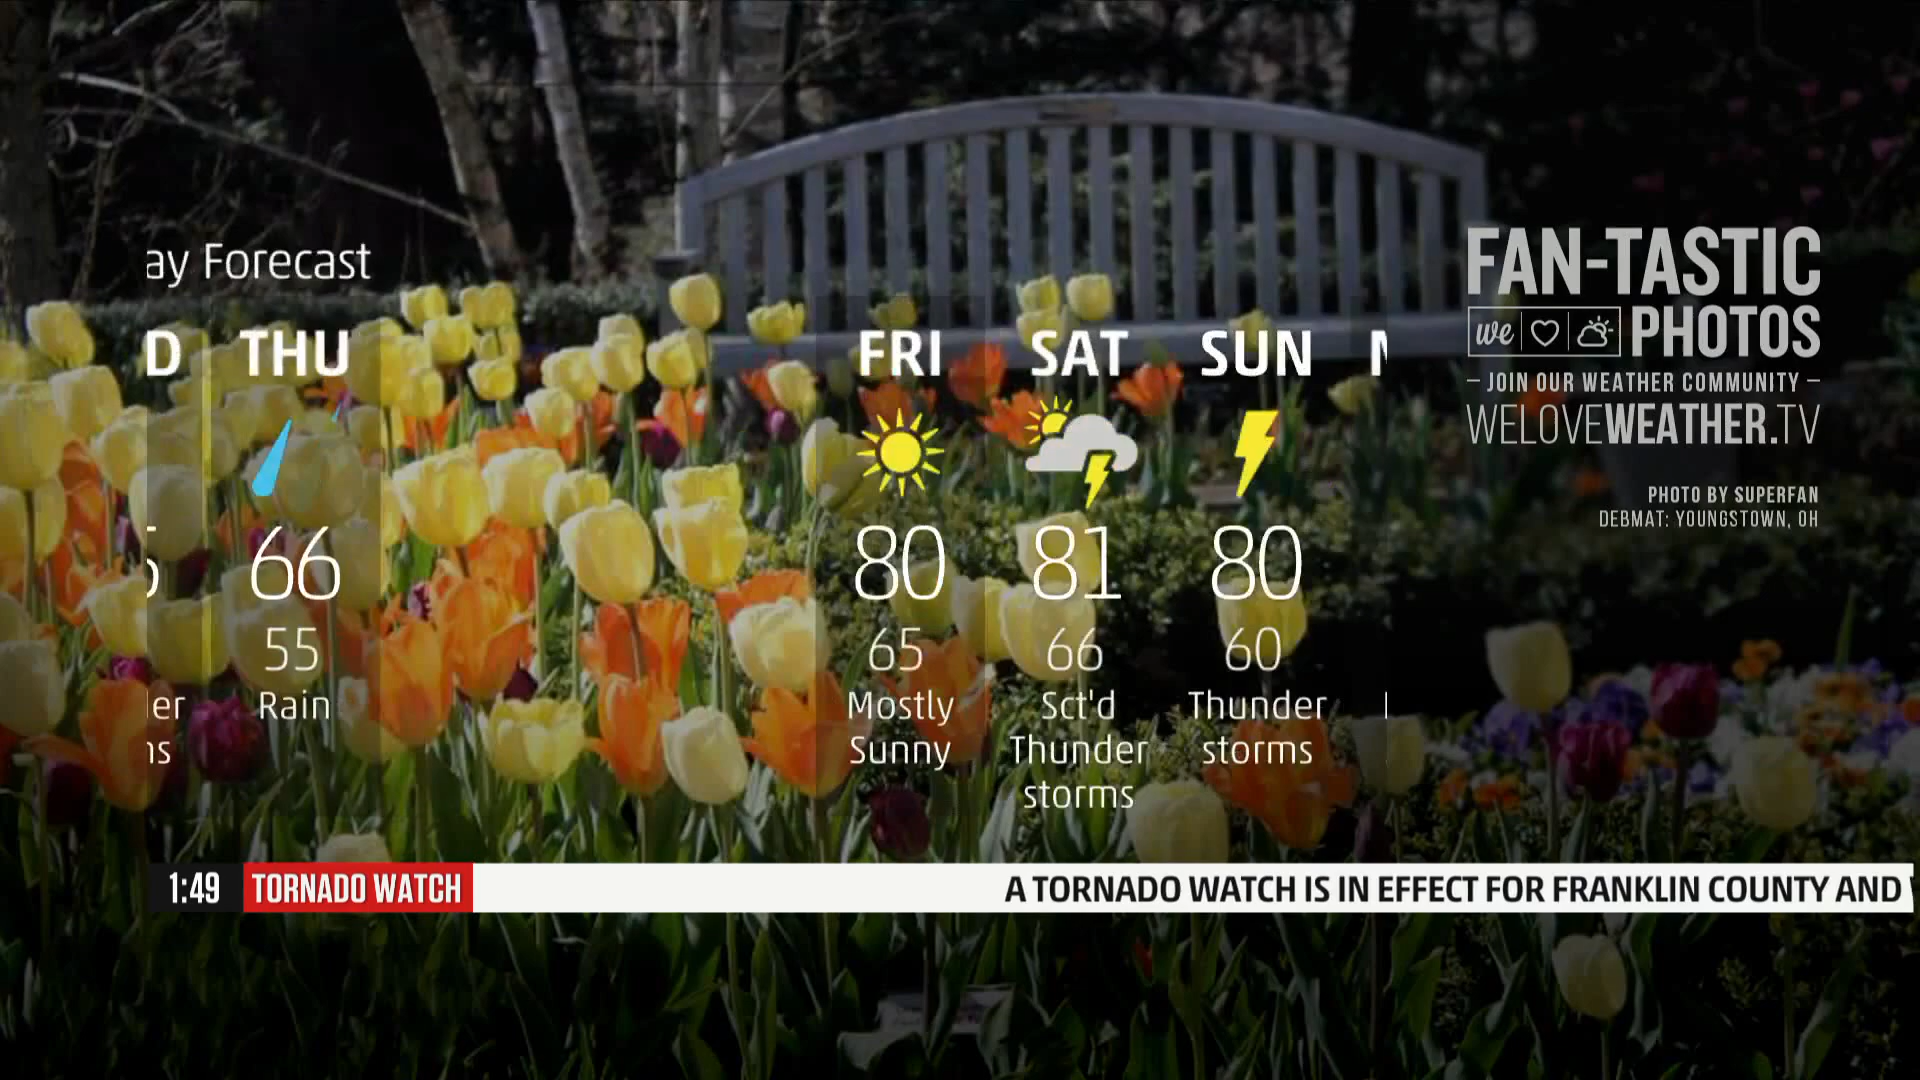 ay Forecast
D THU FRI SAT SUN
66 80 81 80
55 65 66 60
ler Rain Mostly Sct'd Thunder
ns Sunny Thunder storms
storms
FAN-TASTIC
we PHOTOS
– JOIN OUR WEATHER COMMUNITY –
WELOVEWEATHER.TV
PHOTO BY SUPERFAN
DEBMAT: YOUNGSTOWN, OH
1:49 TORNADO WATCH A TORNADO WATCH IS IN EFFECT FOR FRANKLIN COUNTY AND